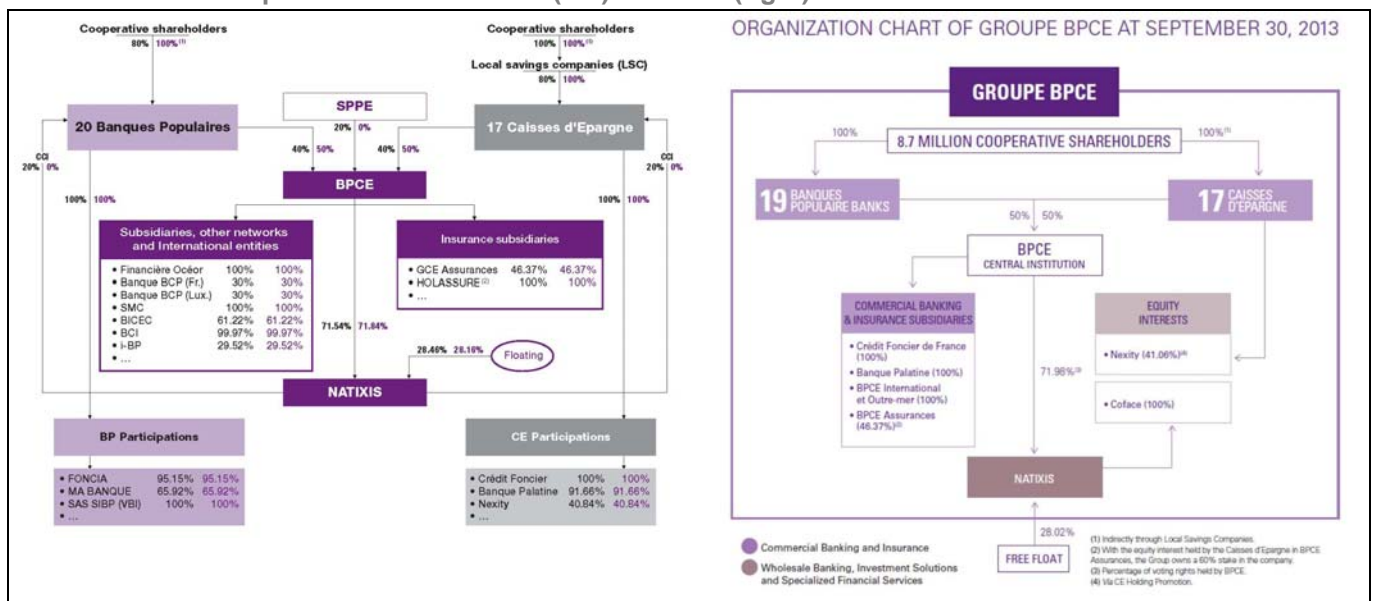 Cooperative shareholders
80% 100% (1)
Cooperative shareholders
100% 100% (1)
Local savings companies (LSC)
80% 100%
20 Banques Populaires
SPPE
20% 0%
17 Caisses d'Epargne
40% 50%
40% 50%
CCI
20% 0%
CCI
20% 0%
BPCE
100% 100%
100% 100%
Subsidiaries, other networks
and International entities
• Financière Océor 100% 100%
• Banque BCP (Fr.) 30% 30%
• Banque BCP (Lux.) 30% 30%
• SMC 100% 100%
• BICEC 61.22% 61.22%
• BCI 99.97% 99.97%
• i-BP 29.52% 29.52%
• ...
Insurance subsidiaries
• GCE Assurances 46.37% 46.37%
• HOLASSURE (2) 100% 100%
• ...
71.54% 71.84%
28.46% 28.16%
Floating
NATIXIS
BP Participations
• FONCIA 95.15% 95.15%
• MA BANQUE 65.92% 65.92%
• SAS SIBP (VBI) 100% 100%
• ...
CE Participations
• Crédit Foncier 100% 100%
• Banque Palatine 91.66% 91.66%
• Nexity 40.84% 40.84%
• ...
ORGANIZATION CHART OF GROUPE BPCE AT SEPTEMBER 30, 2013
GROUPE BPCE
100%
8.7 MILLION COOPERATIVE SHAREHOLDERS
100%(1)
19 BANQUES
POPULAIRE BANKS
17 CAISSES
D'ÉPARGNE
50% 50%
BPCE
CENTRAL INSTITUTION
COMMERCIAL BANKING
& INSURANCE SUBSIDIARIES
• Crédit Foncier de France
(100%)
• Banque Palatine (100%)
• BPCE International
et Outre-mer (100%)
• BPCE Assurances
(46.37%)(2)
71.98%(3)
EQUITY
INTERESTS
• Nexity (41.06%)(4)
• Coface (100%)
NATIXIS
28.02%
FREE FLOAT
Commercial Banking and Insurance
Wholesale Banking, Investment Solutions
and Specialized Financial Services
(1) Indirectly through Local Savings Companies.
(2) With the equity interest held by the Caisses d'Epargne in BPCE
Assurances, the Group owns a 60% stake in the company.
(3) Percentage of voting rights held by BPCE.
(4) Via CE Holding Promotion.